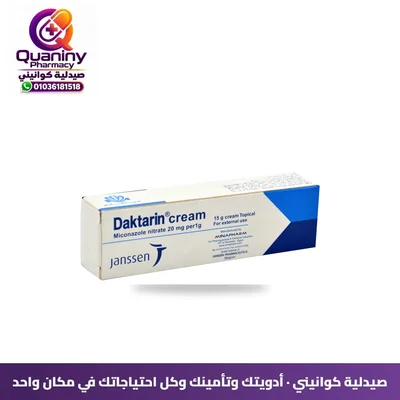 Quaniny
Pharmacy
صيدلية كوانيني
01036181518
Daktarin® cream
Miconazole nitrate 20 mg per1g
15 g cream Topical
For external use
MINAPHARM
janssen
صيدلية كوانيني - أدويتك وتأمينك وكل احتياجاتك في مكان واحد